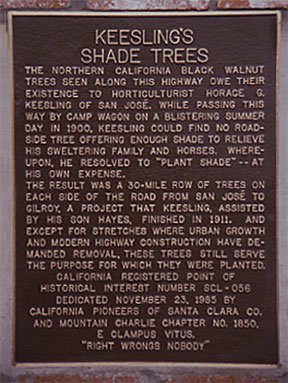 KEESLING'S
SHADE TREES
THE NORTHERN CALIFORNIA BLACK WALNUT
TREES SEEN ALONG THIS HIGHWAY OWE THEIR
EXISTENCE TO HORTICULTURIST HORACE G.
KEESLING OF SAN JOSÉ. WHILE PASSING THIS
WAY BY CAMP WAGON ON A BLISTERING SUMMER
DAY IN 1900, KEESLING COULD FIND NO ROAD-
SIDE TREE OFFERING ENOUGH SHADE TO RELIEVE
HIS SWELTERING FAMILY AND HORSES. WHERE-
UPON, HE RESOLVED TO "PLANT SHADE" -- AT
HIS OWN EXPENSE.
THE RESULT WAS A 30-MILE ROW OF TREES ON
EACH SIDE OF THE ROAD FROM SAN JOSÉ TO
GILROY, A PROJECT THAT KEESLING, ASSISTED
BY HIS SON HAYES, FINISHED IN 1911. AND
EXCEPT FOR STRETCHES WHERE URBAN GROWTH
AND MODERN HIGHWAY CONSTRUCTION HAVE DE-
MANDED REMOVAL, THESE TREES STILL SERVE
THE PURPOSE FOR WHICH THEY WERE PLANTED.
CALIFORNIA REGISTERED POINT OF
HISTORICAL INTEREST NUMBER SCL-056
DEDICATED NOVEMBER 23, 1985 BY
CALIFORNIA PIONEERS OF SANTA CLARA CO.
AND MOUNTAIN CHARLIE CHAPTER NO. 1850,
E CLAMPUS VITUS.
"RIGHT WRONGS NOBODY"